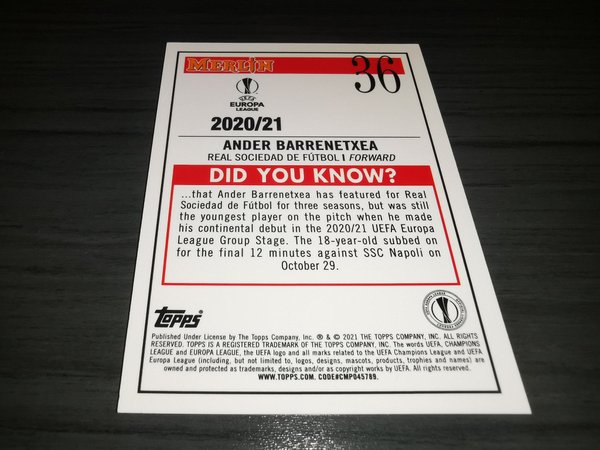 MERLIN
36
UEFA
EUROPA
LEAGUE
2020/21
ANDER BARRENETXEA
REAL SOCIEDAD DE FÚTBOL | FORWARD
DID YOU KNOW?
...that Ander Barrenetxea has featured for Real
Sociedad de Fútbol for three seasons, but was still
the youngest player on the pitch when he made
his continental debut in the 2020/21 UEFA Europa
League Group Stage. The 18-year-old subbed on
for the final 12 minutes against SSC Napoli on
October 29.
topps
Published Under License by The Topps Company, Inc. ® & © 2021 THE TOPPS COMPANY, INC. ALL RIGHTS
RESERVED. TOPPS IS A REGISTERED TRADEMARK OF THE TOPPS COMPANY, INC. The words UEFA, CHAMPIONS
LEAGUE and EUROPA LEAGUE, the UEFA logo and all marks related to the UEFA Champions League and UEFA
Europa League (including, but not limited to, logos, designs, mascots, products, trophies and names) are
owned and protected as trademarks, designs and/or as copyright works by UEFA. All rights reserved.
WWW.TOPPS.COM. CODE#CMP045789.